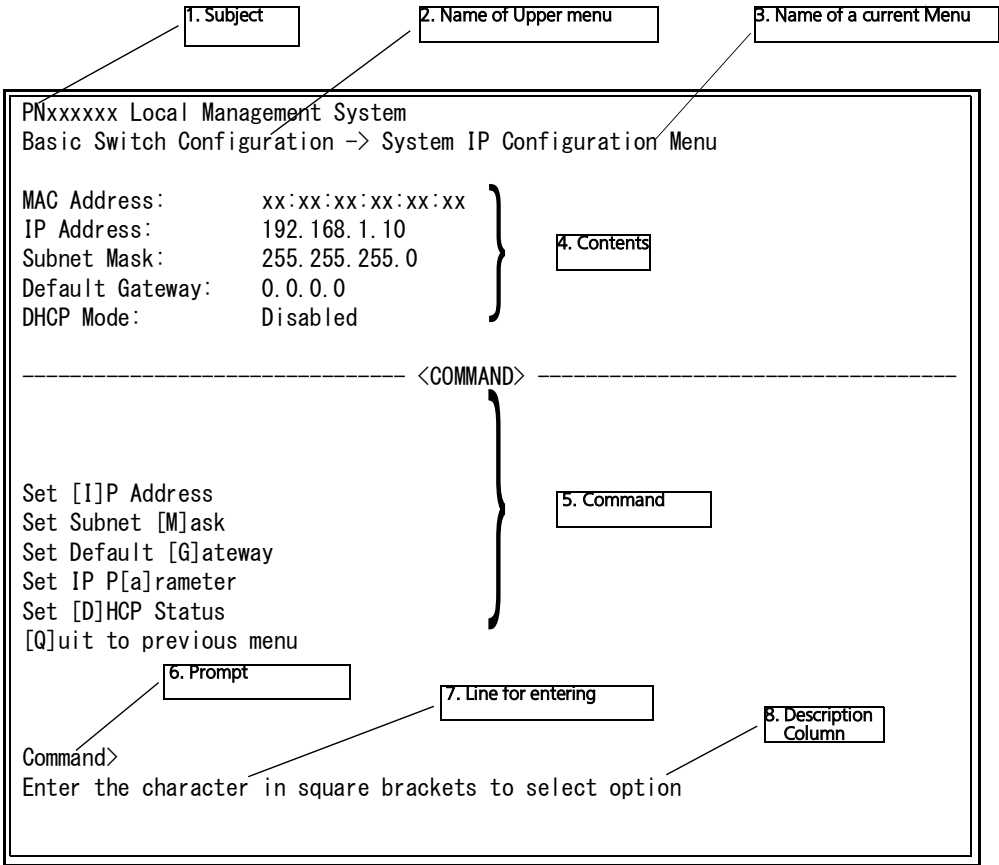 1. Subject
2. Name of Upper menu
3. Name of a current Menu
PNxxxxxx Local Management System
Basic Switch Configuration -> System IP Configuration Menu
MAC Address: xx:xx:xx:xx:xx:xx
IP Address: 192.168.1.10
Subnet Mask: 255.255.255.0
Default Gateway: 0.0.0.0
DHCP Mode: Disabled
4. Contents
-------------------------------- <COMMAND> -----------------------------------
Set [I]P Address
Set Subnet [M]ask
Set Default [G]ateway
Set IP P[a]rameter
Set [D]HCP Status
[Q]uit to previous menu
5. Command
6. Prompt
7. Line for entering
8. Description
Column
Command>
Enter the character in square brackets to select option